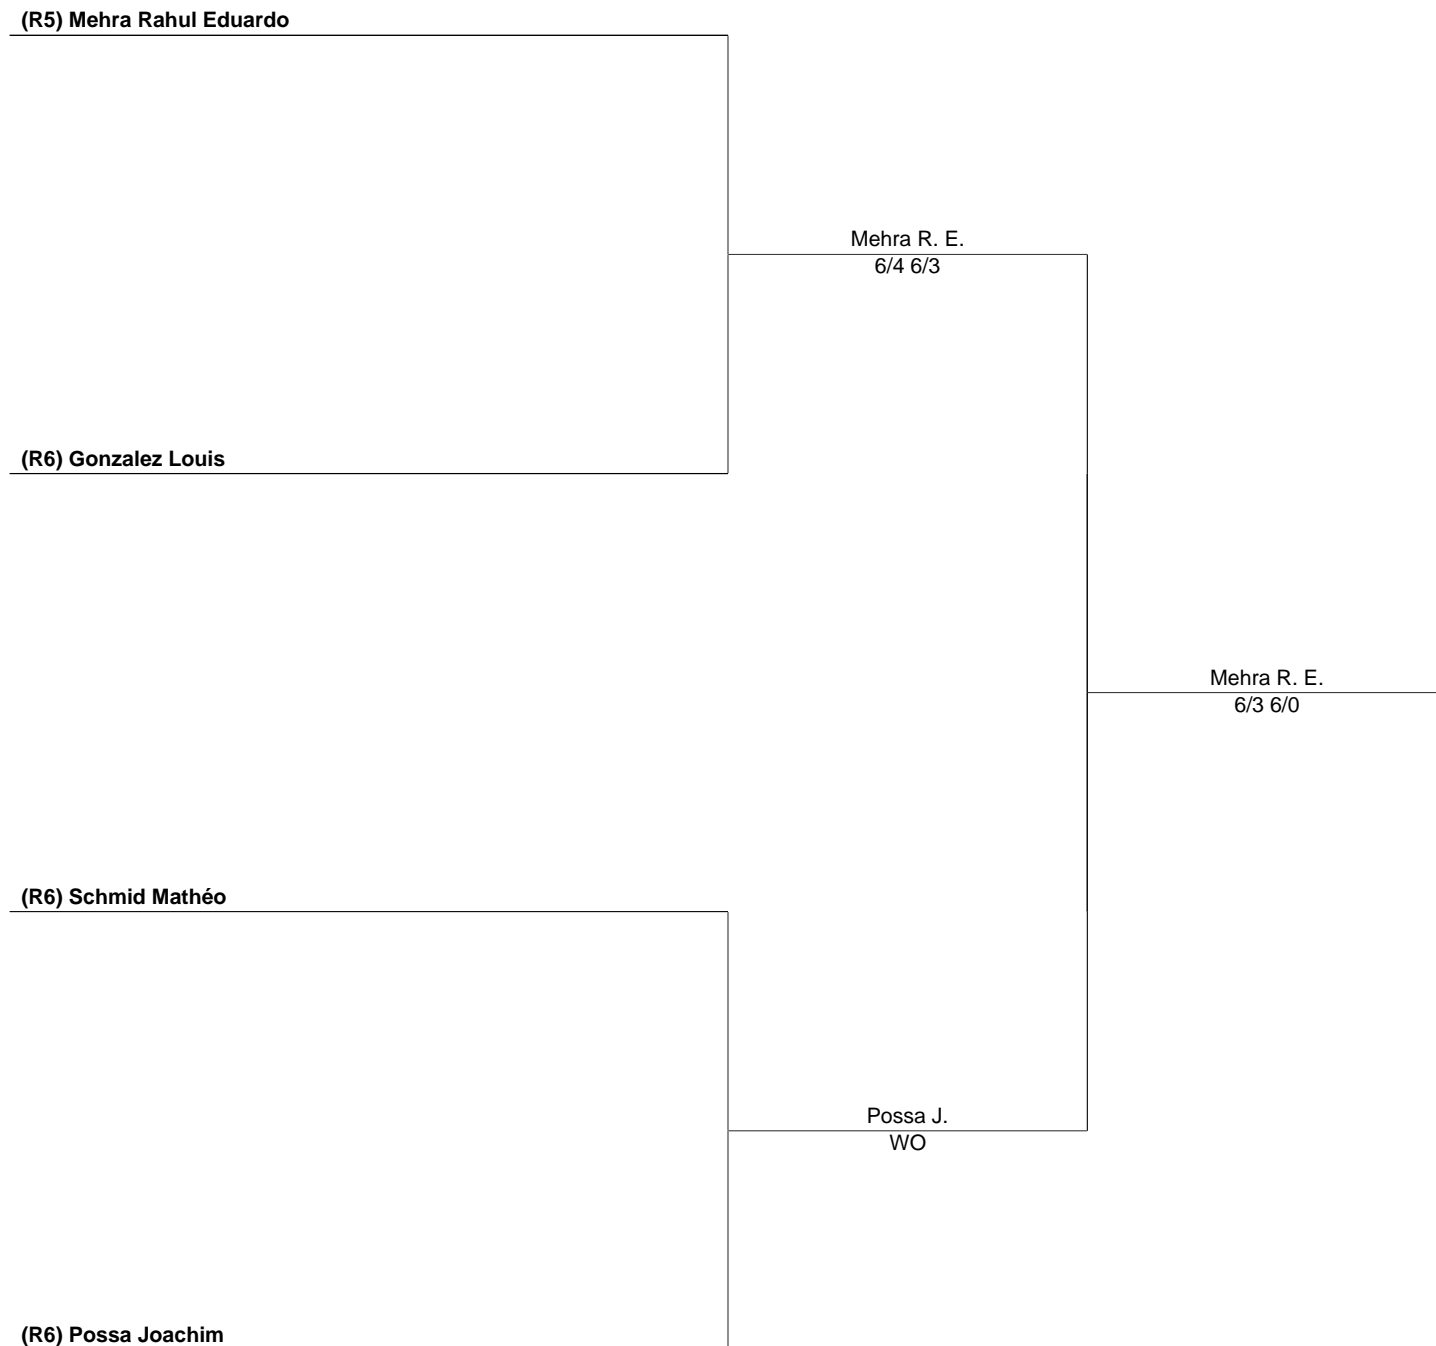 (R5) Mehra Rahul Eduardo
Mehra R. E.
6/4 6/3
(R6) Gonzalez Louis
Mehra R. E.
6/3 6/0
(R6) Schmid Mathéo
Possa J.
WO
(R6) Possa Joachim